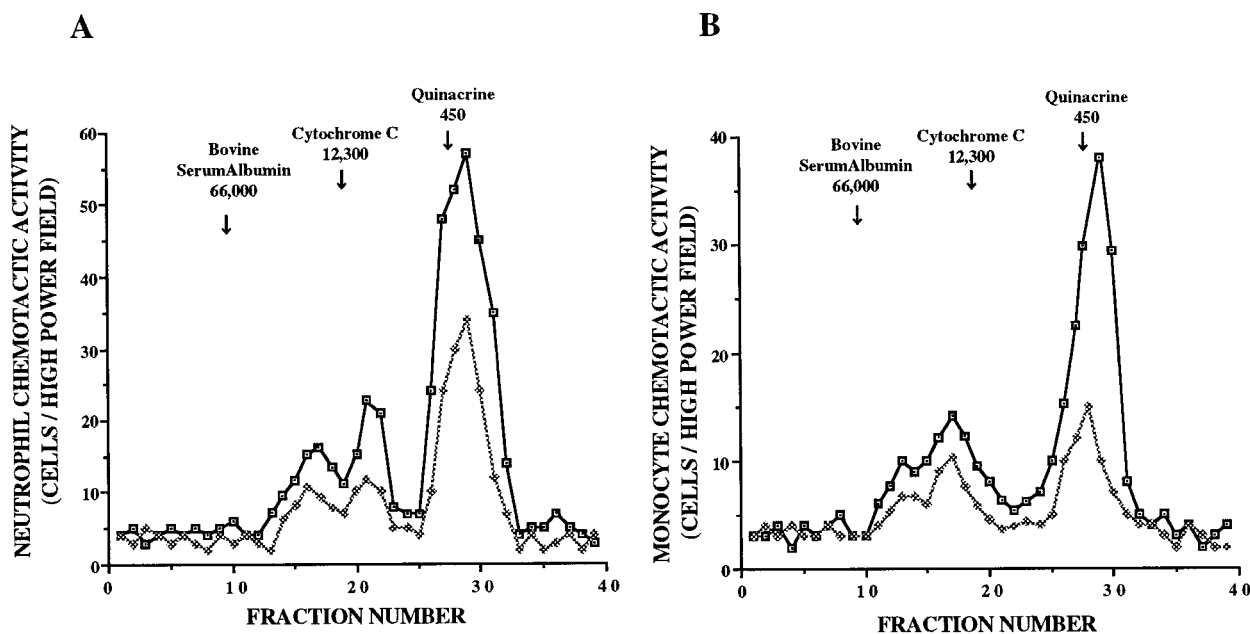 A
NEUTROPHIL CHEMOTACTIC ACTIVITY
(CELLS / HIGH POWER FIELD)
60
50
40
30
20
10
0
Bovine
SerumAlbumin
66,000
Cytochrome C
12,300
Quinacrine
450
0
10
20
30
40
FRACTION NUMBER
B
MONOCYTE CHEMOTACTIC ACTIVITY
(CELLS / HIGH POWER FIELD)
40
30
20
10
0
Bovine
SerumAlbumin
66,000
Cytochrome C
12,300
Quinacrine
450
0
10
20
30
40
FRACTION NUMBER